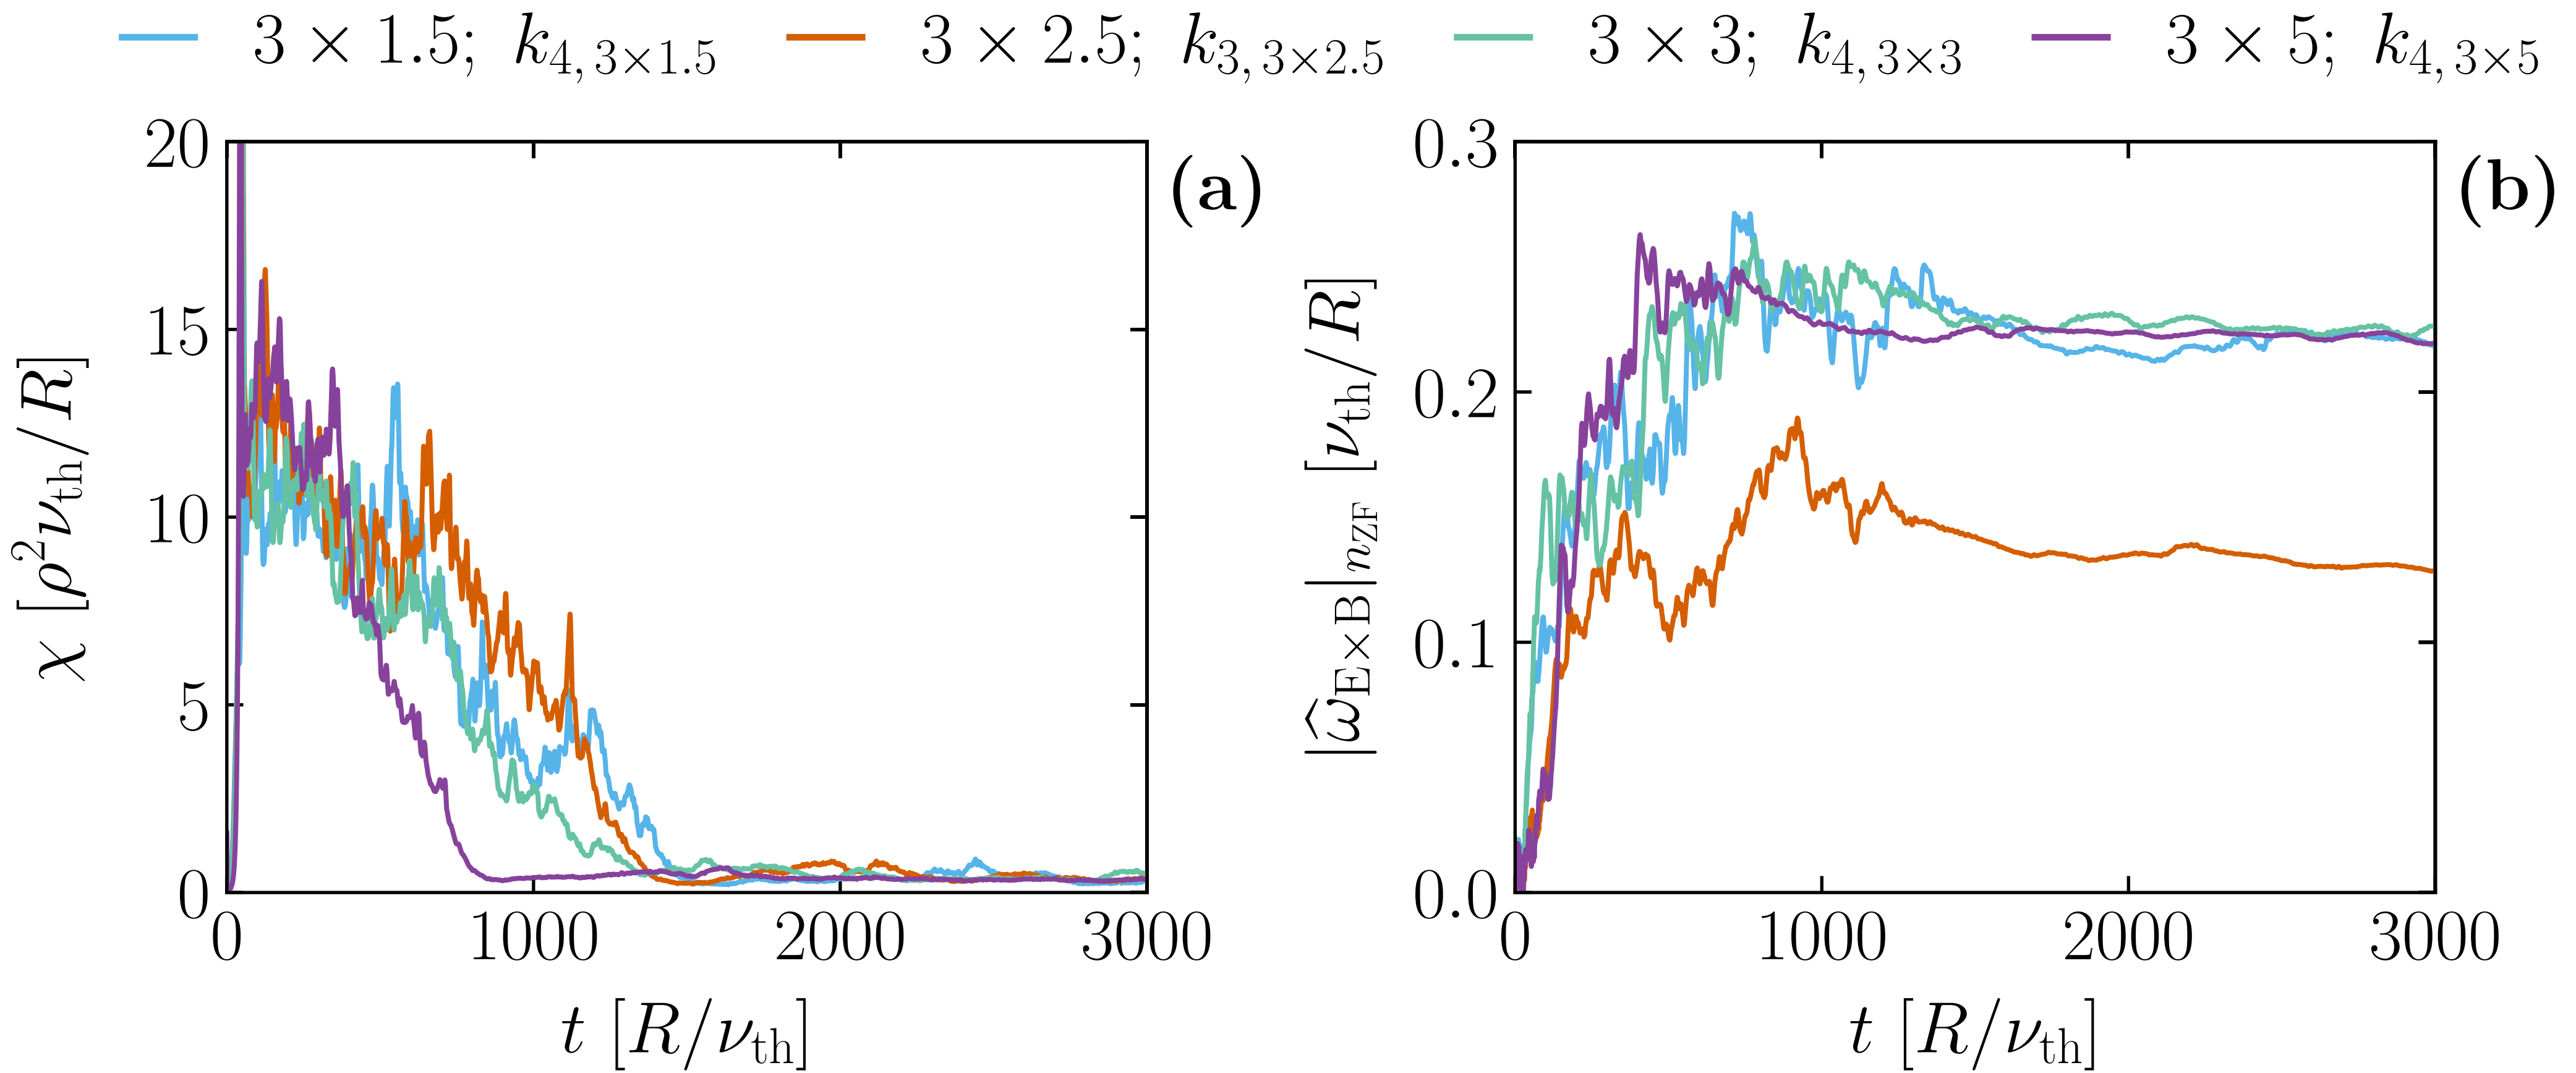 3 × 1.5; k4, 3×1.5 3 × 2.5; k3, 3×2.5 3 × 3; k4, 3×3 3 × 5; k4, 3×5
(a)
χ [ρ²νth/R]
20
15
10
5
0
0 1000 2000 3000
t [R/νth]
(b)
|ω̂E×B|nZF [νth/R]
0.3
0.2
0.1
0.0
0 1000 2000 3000
t [R/νth]